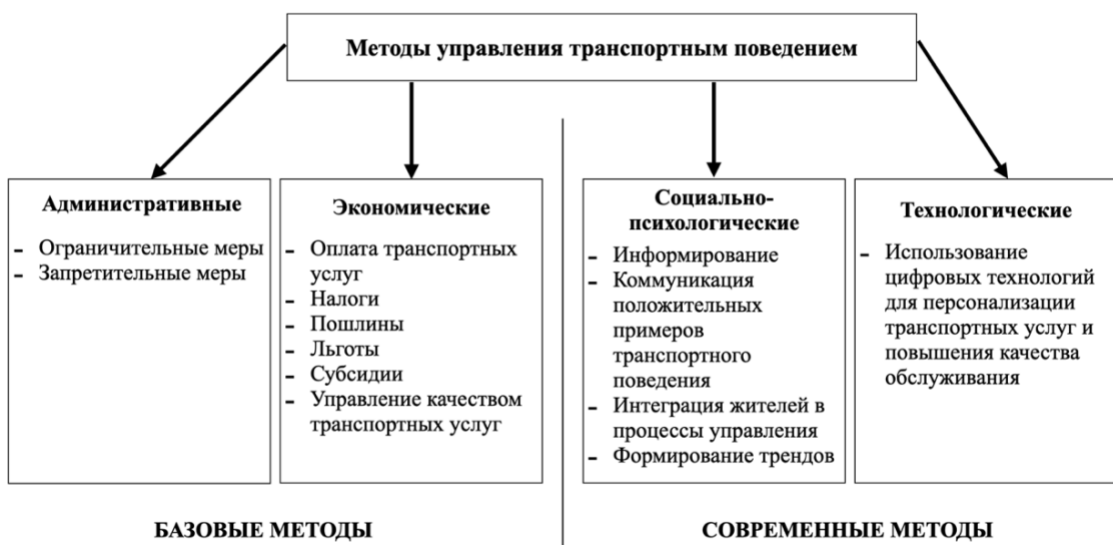 Методы управления транспортным поведением
Административные
- Ограничительные меры
- Запретительные меры
Экономические
- Оплата транспортных
услуг
- Налоги
- Пошлины
- Льготы
- Субсидии
- Управление качеством
транспортных услуг
Социально-
психологические
- Информирование
- Коммуникация
положительных
примеров
транспортного
поведения
- Интеграция жителей в
процессы управления
- Формирование трендов
Технологические
- Использование
цифровых технологий
для персонализации
транспортных услуг и
повышения качества
обслуживания
БАЗОВЫЕ МЕТОДЫ
СОВРЕМЕННЫЕ МЕТОДЫ